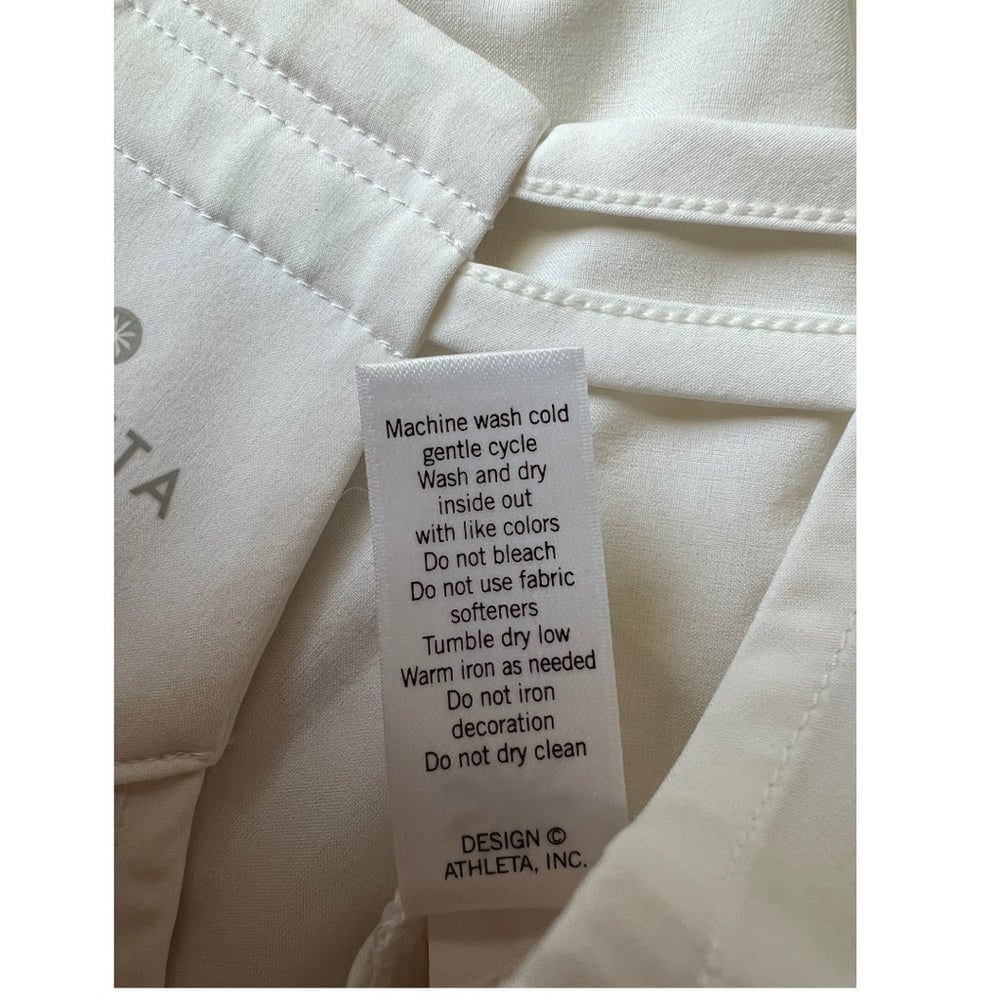 TA
Machine wash cold
gentle cycle
Wash and dry
inside out
with like colors
Do not bleach
Do not use fabric
softeners
Tumble dry low
Warm iron as needed
Do not iron
decoration
Do not dry clean
DESIGN ©
ATHLETA, INC.